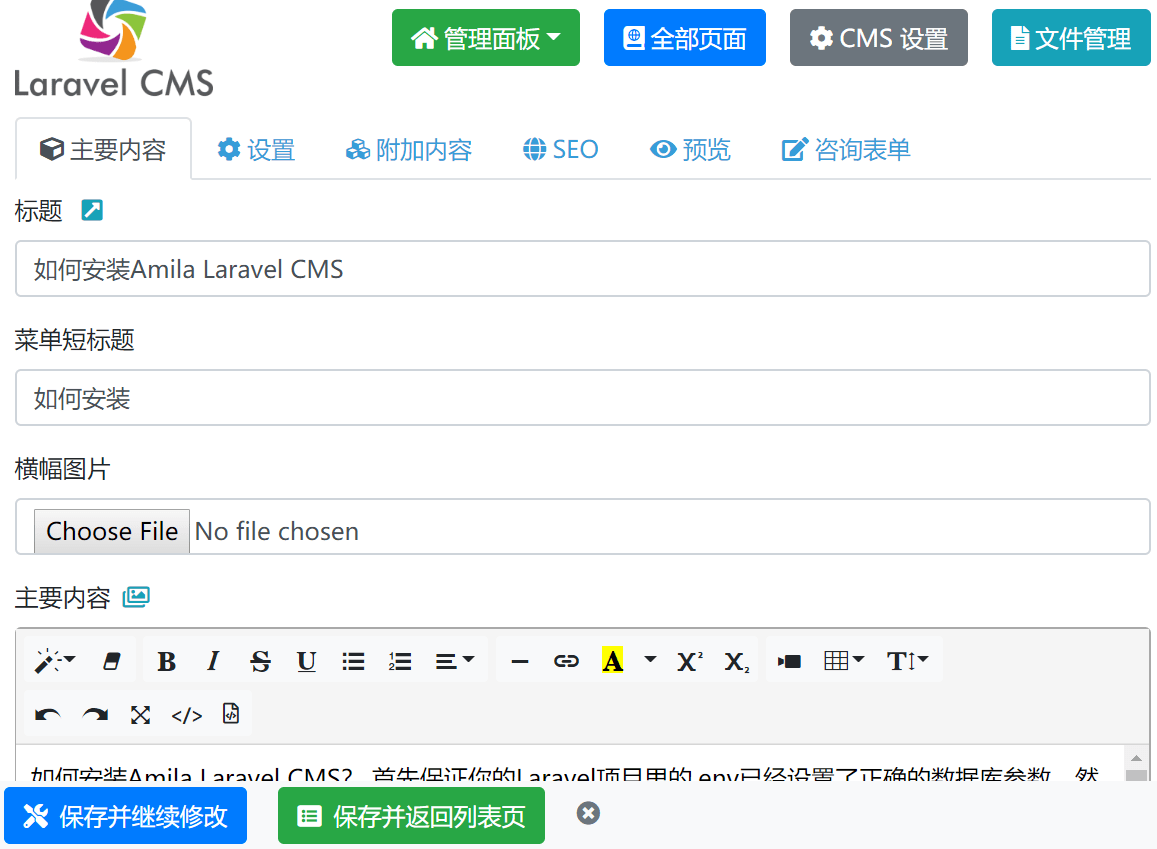 管理面板 全部页面 CMS 设置 文件管理
Laravel CMS
主要内容 设置 附加内容 SEO 预览 咨询表单
标题
如何安装Amila Laravel CMS
菜单短标题
如何安装
横幅图片
Choose File No file chosen
主要内容
B I S U A X² X₂ T
</>
如何安装Amila Laravel CMS? 首先保证你的Laravel项目里的.env已经设置了正确的数据库参数，然
保存并继续修改 保存并返回列表页